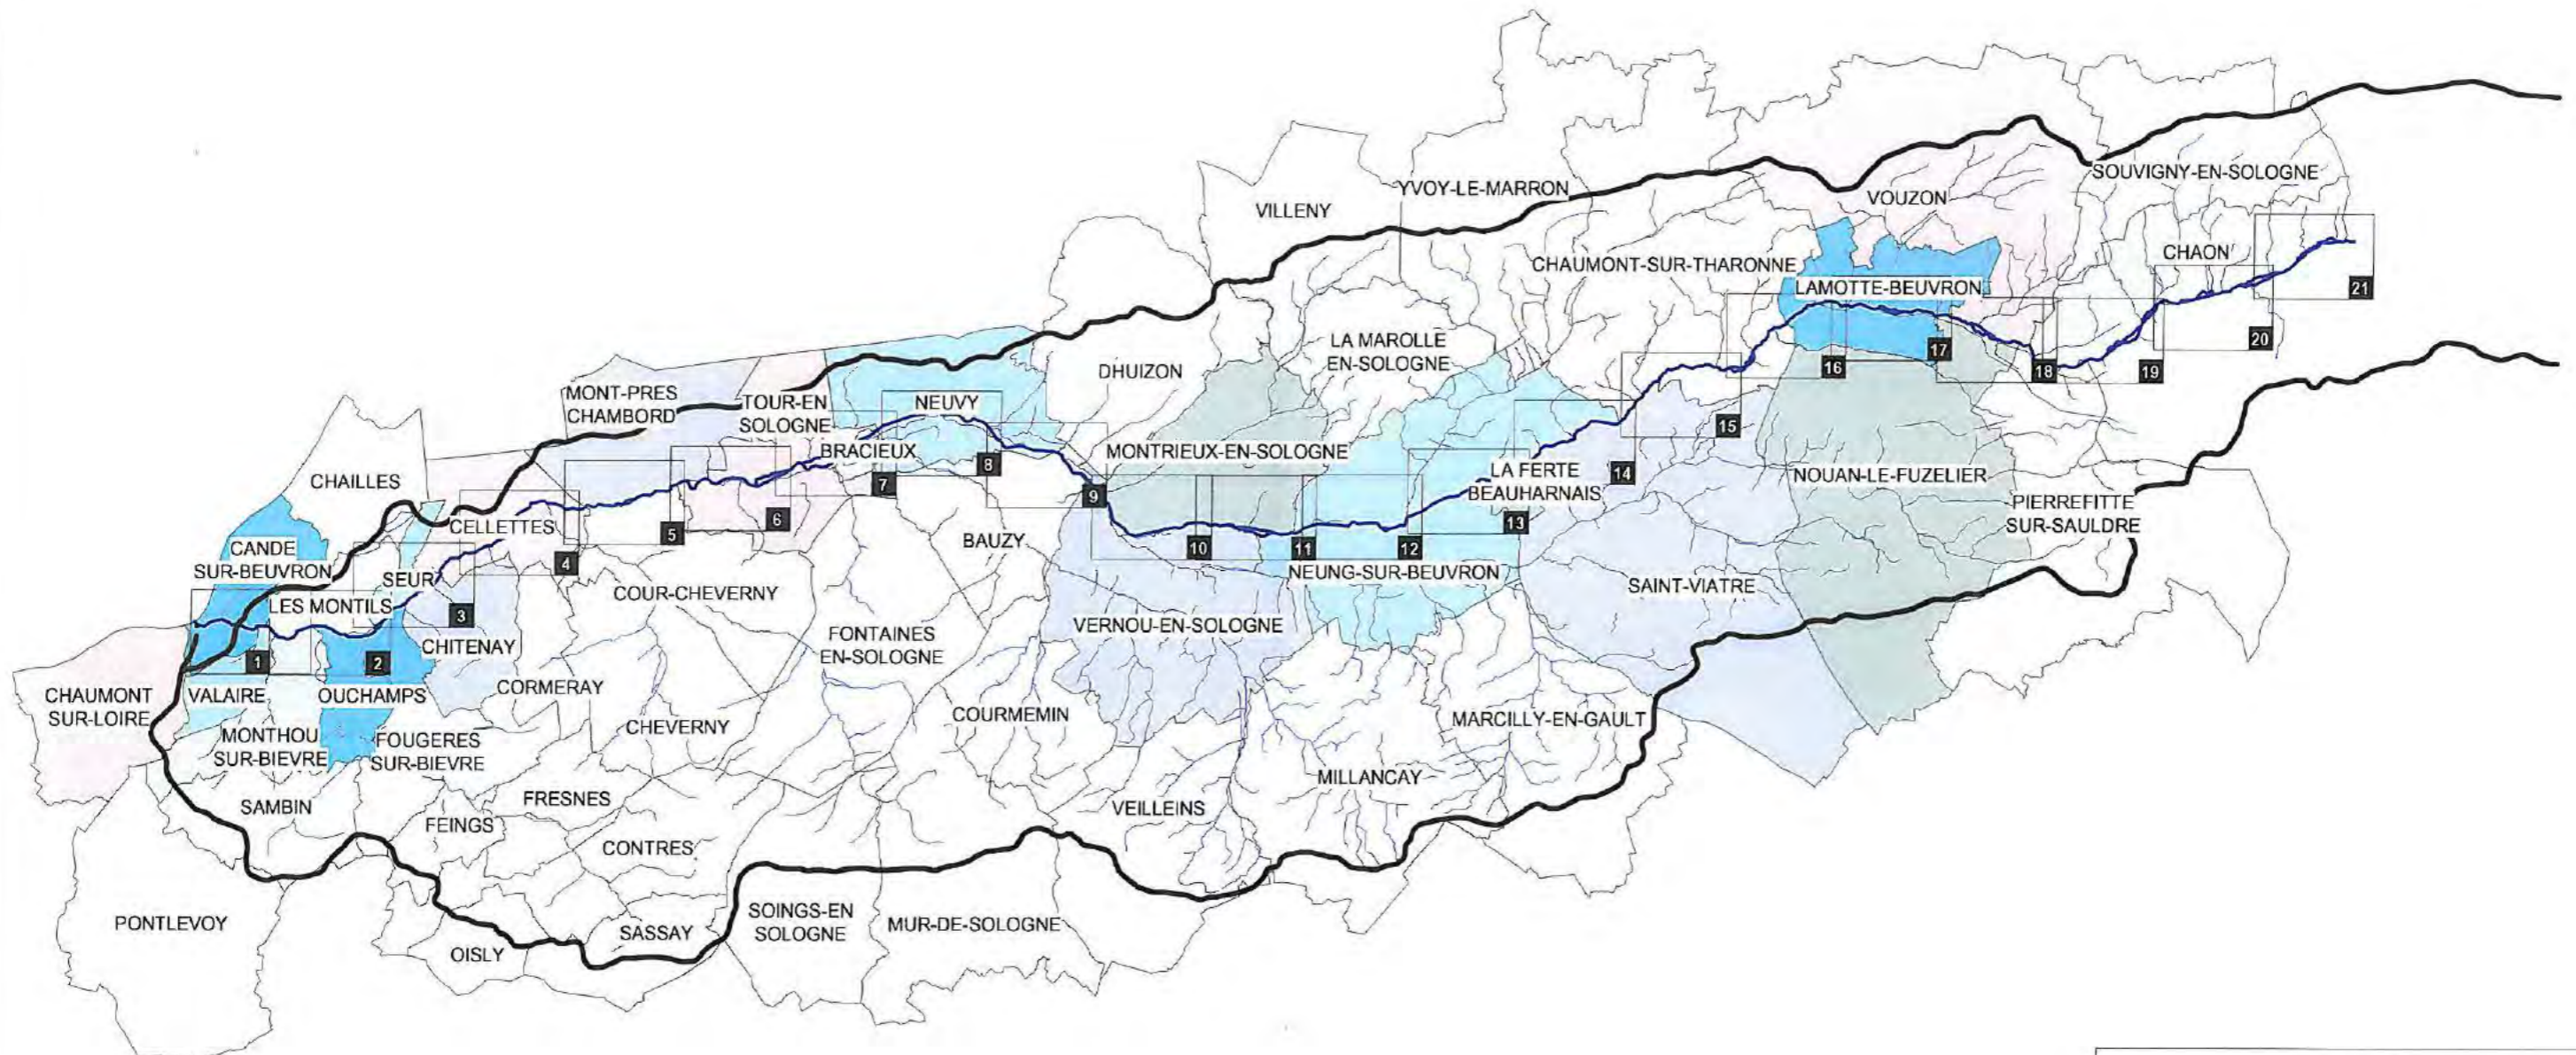 VILLENY
YVOY-LE-MARRON
VOUZON
SOUVIGNY-EN-SOLOGNE
CHAUMONT-SUR-THARONNE
CHAON
LAMOTTE-BEUVRON
21
20
19
18
17
16
15
14
LA MAROLLE
EN-SOLOGNE
DHUIZON
MONT-PRES
CHAMBORD
TOUR-EN
SOLOGNE
NEUVY
BRACIEUX
MONTRIEUX-EN-SOLOGNE
LA FERTE
BEAUHARNAIS
NOUAN-LE-FUZELIER
PIERREFITTE
SUR-SAULDRE
CHAILLES
CELLETTES
4
5
6
7
8
9
10
11
12
13
BAUZY
CANDE
SUR-BEUVRON
SEUR
LES MONTILS
3
COUR-CHEVERNY
NEUNG-SUR-BEUVRON
SAINT-VIATRE
VERNOU-EN-SOLOGNE
FONTAINES
EN-SOLOGNE
CHITENAY
1
2
CHAUMONT
SUR-LOIRE
VALAIRE
OUCHAMPS
CORMERAY
CHEVERNY
COURMEMIN
MARCILLY-EN-GAULT
MONTHOU
SUR-BIEVRE
FOUGERES
SUR-BIEVRE
MILLANCAY
SAMBIN
FRESNES
VEILLEINS
FEINGS
CONTRES
PONTLEVOY
OISLY
SASSAY
SOINGS-EN
SOLOGNE
MUR-DE-SOLOGNE